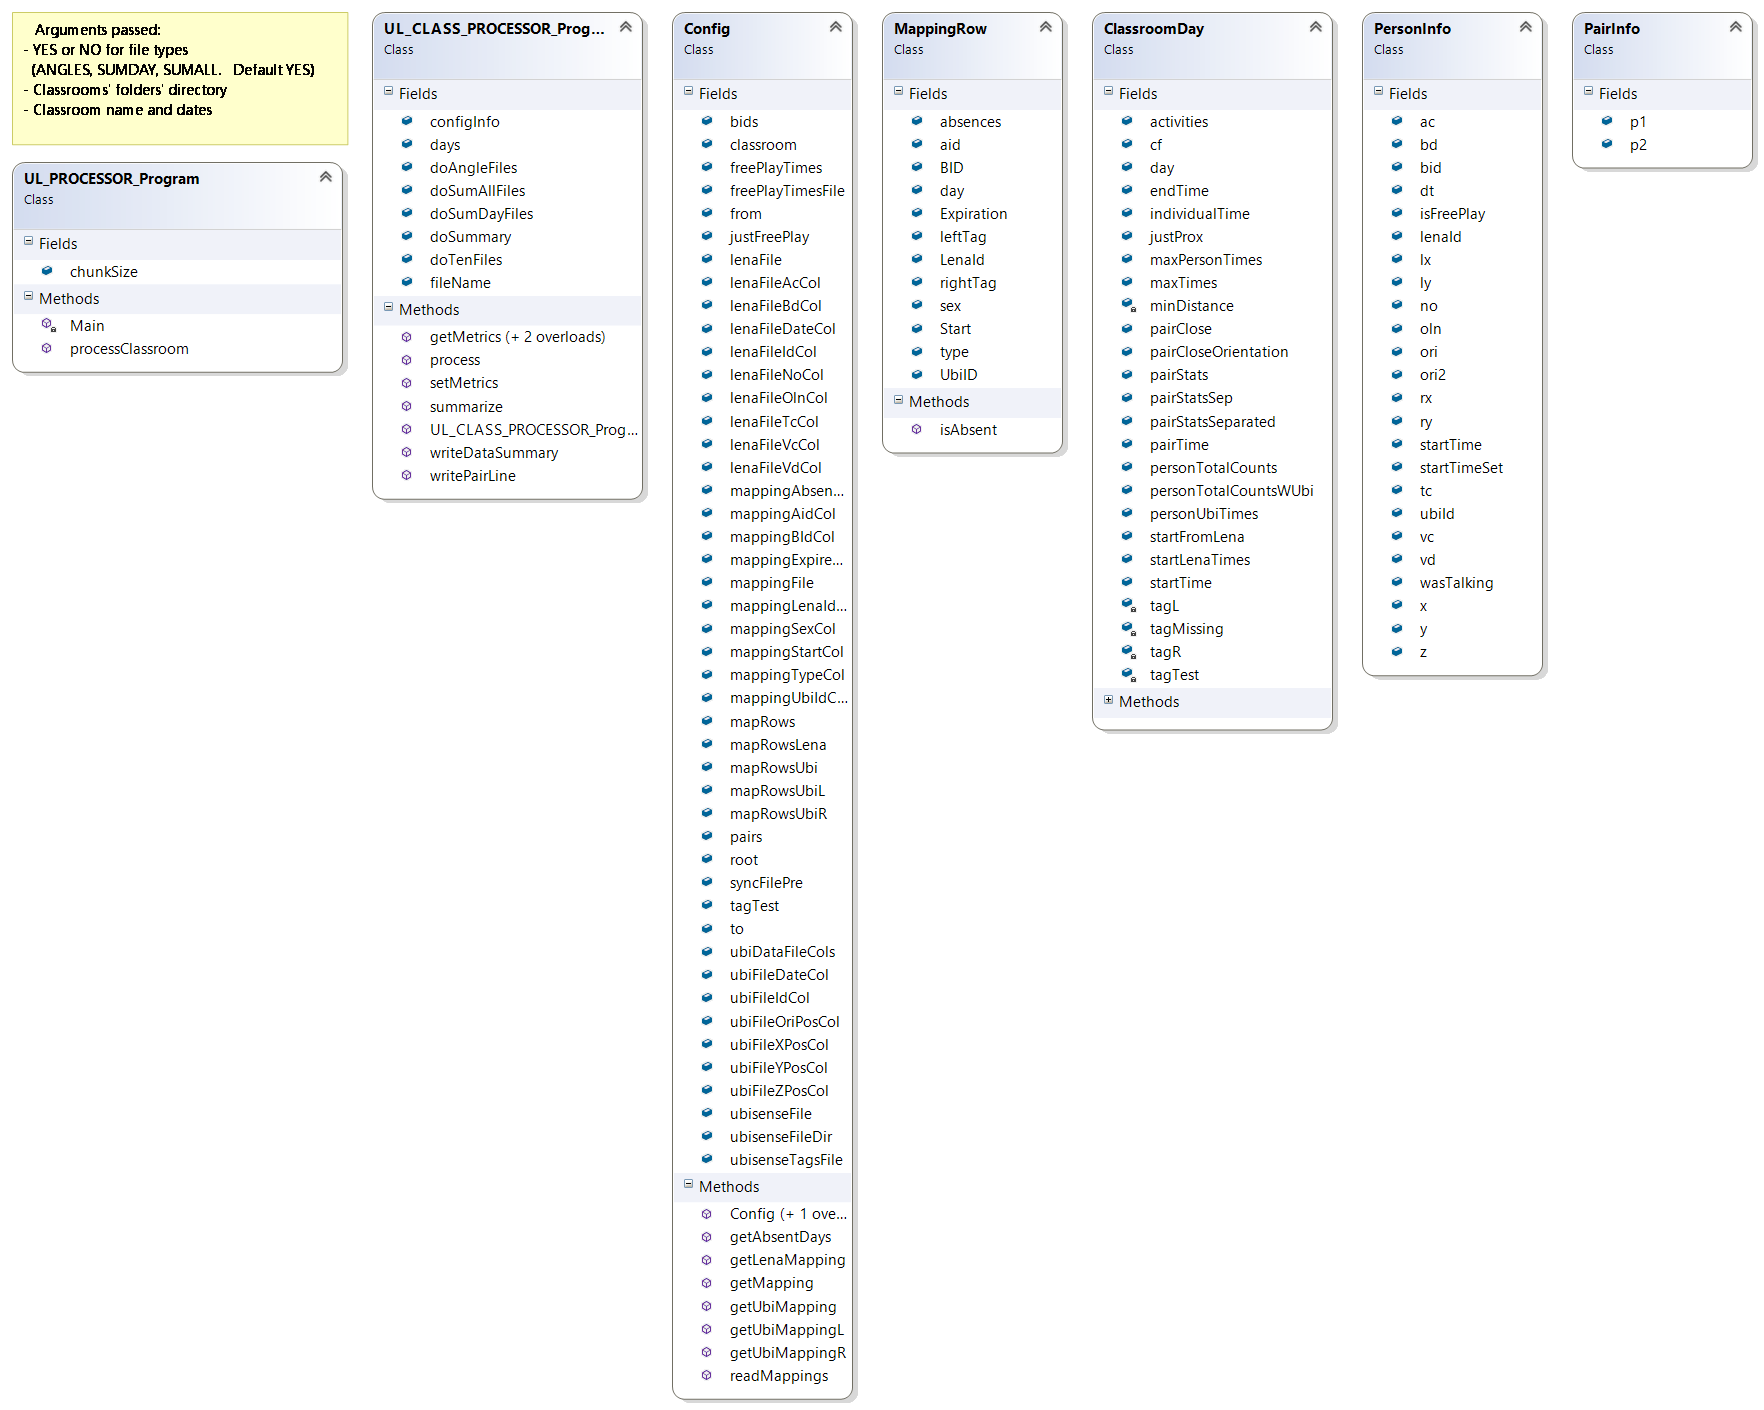 Arguments passed:
- YES or NO for file types
(ANGLES, SUMDAY, SUMALL.   Default YES)
- Classrooms' folders' directory
- Classroom name and dates
UL_PROCESSOR_Program
Class
Fields
chunkSize
Methods
Main
processClassroom
UL_CLASS_PROCESSOR_Prog...
Class
Fields
configInfo
days
doAngleFiles
doSumAllFiles
doSumDayFiles
doSummary
doTenFiles
fileName
Methods
getMetrics (+ 2 overloads)
process
setMetrics
summarize
UL_CLASS_PROCESSOR_Prog...
writeDataSummary
writePairLine
Config
Class
Fields
bids
classroom
freePlayTimes
freePlayTimesFile
from
justFreePlay
lenaFile
lenaFileAcCol
lenaFileBdCol
lenaFileDateCol
lenaFileIdCol
lenaFileNoCol
lenaFileOlnCol
lenaFileTcCol
lenaFileVcCol
lenaFileVdCol
mappingAbsen...
mappingAidCol
mappingBIdCol
mappingExpire...
mappingFile
mappingLenaId...
mappingSexCol
mappingStartCol
mappingTypeCol
mappingUbiIdC...
mapRows
mapRowsLena
mapRowsUbi
mapRowsUbiL
mapRowsUbiR
pairs
root
syncFilePre
tagTest
to
ubiDataFileCols
ubiFileDateCol
ubiFileIdCol
ubiFileOriPosCol
ubiFileXPosCol
ubiFileYPosCol
ubiFileZPosCol
ubisenseFile
ubisenseFileDir
ubisenseTagsFile
Methods
Config (+ 1 ove...
getAbsentDays
getLenaMapping
getMapping
getUbiMapping
getUbiMappingL
getUbiMappingR
readMappings
MappingRow
Class
Fields
absences
aid
BID
day
Expiration
leftTag
LenaId
rightTag
sex
Start
type
UbiID
Methods
isAbsent
ClassroomDay
Class
Fields
activities
cf
day
endTime
individualTime
justProx
maxPersonTimes
maxTimes
minDistance
pairClose
pairCloseOrientation
pairStats
pairStatsSep
pairStatsSeparated
pairTime
personTotalCounts
personTotalCountsWUbi
personUbiTimes
startFromLena
startLenaTimes
startTime
tagL
tagMissing
tagR
tagTest
Methods
PersonInfo
Class
Fields
ac
bd
bid
dt
isFreePlay
lenaId
lx
ly
no
oln
ori
ori2
rx
ry
startTime
startTimeSet
tc
ubiId
vc
vd
wasTalking
x
y
z
PairInfo
Class
Fields
p1
p2